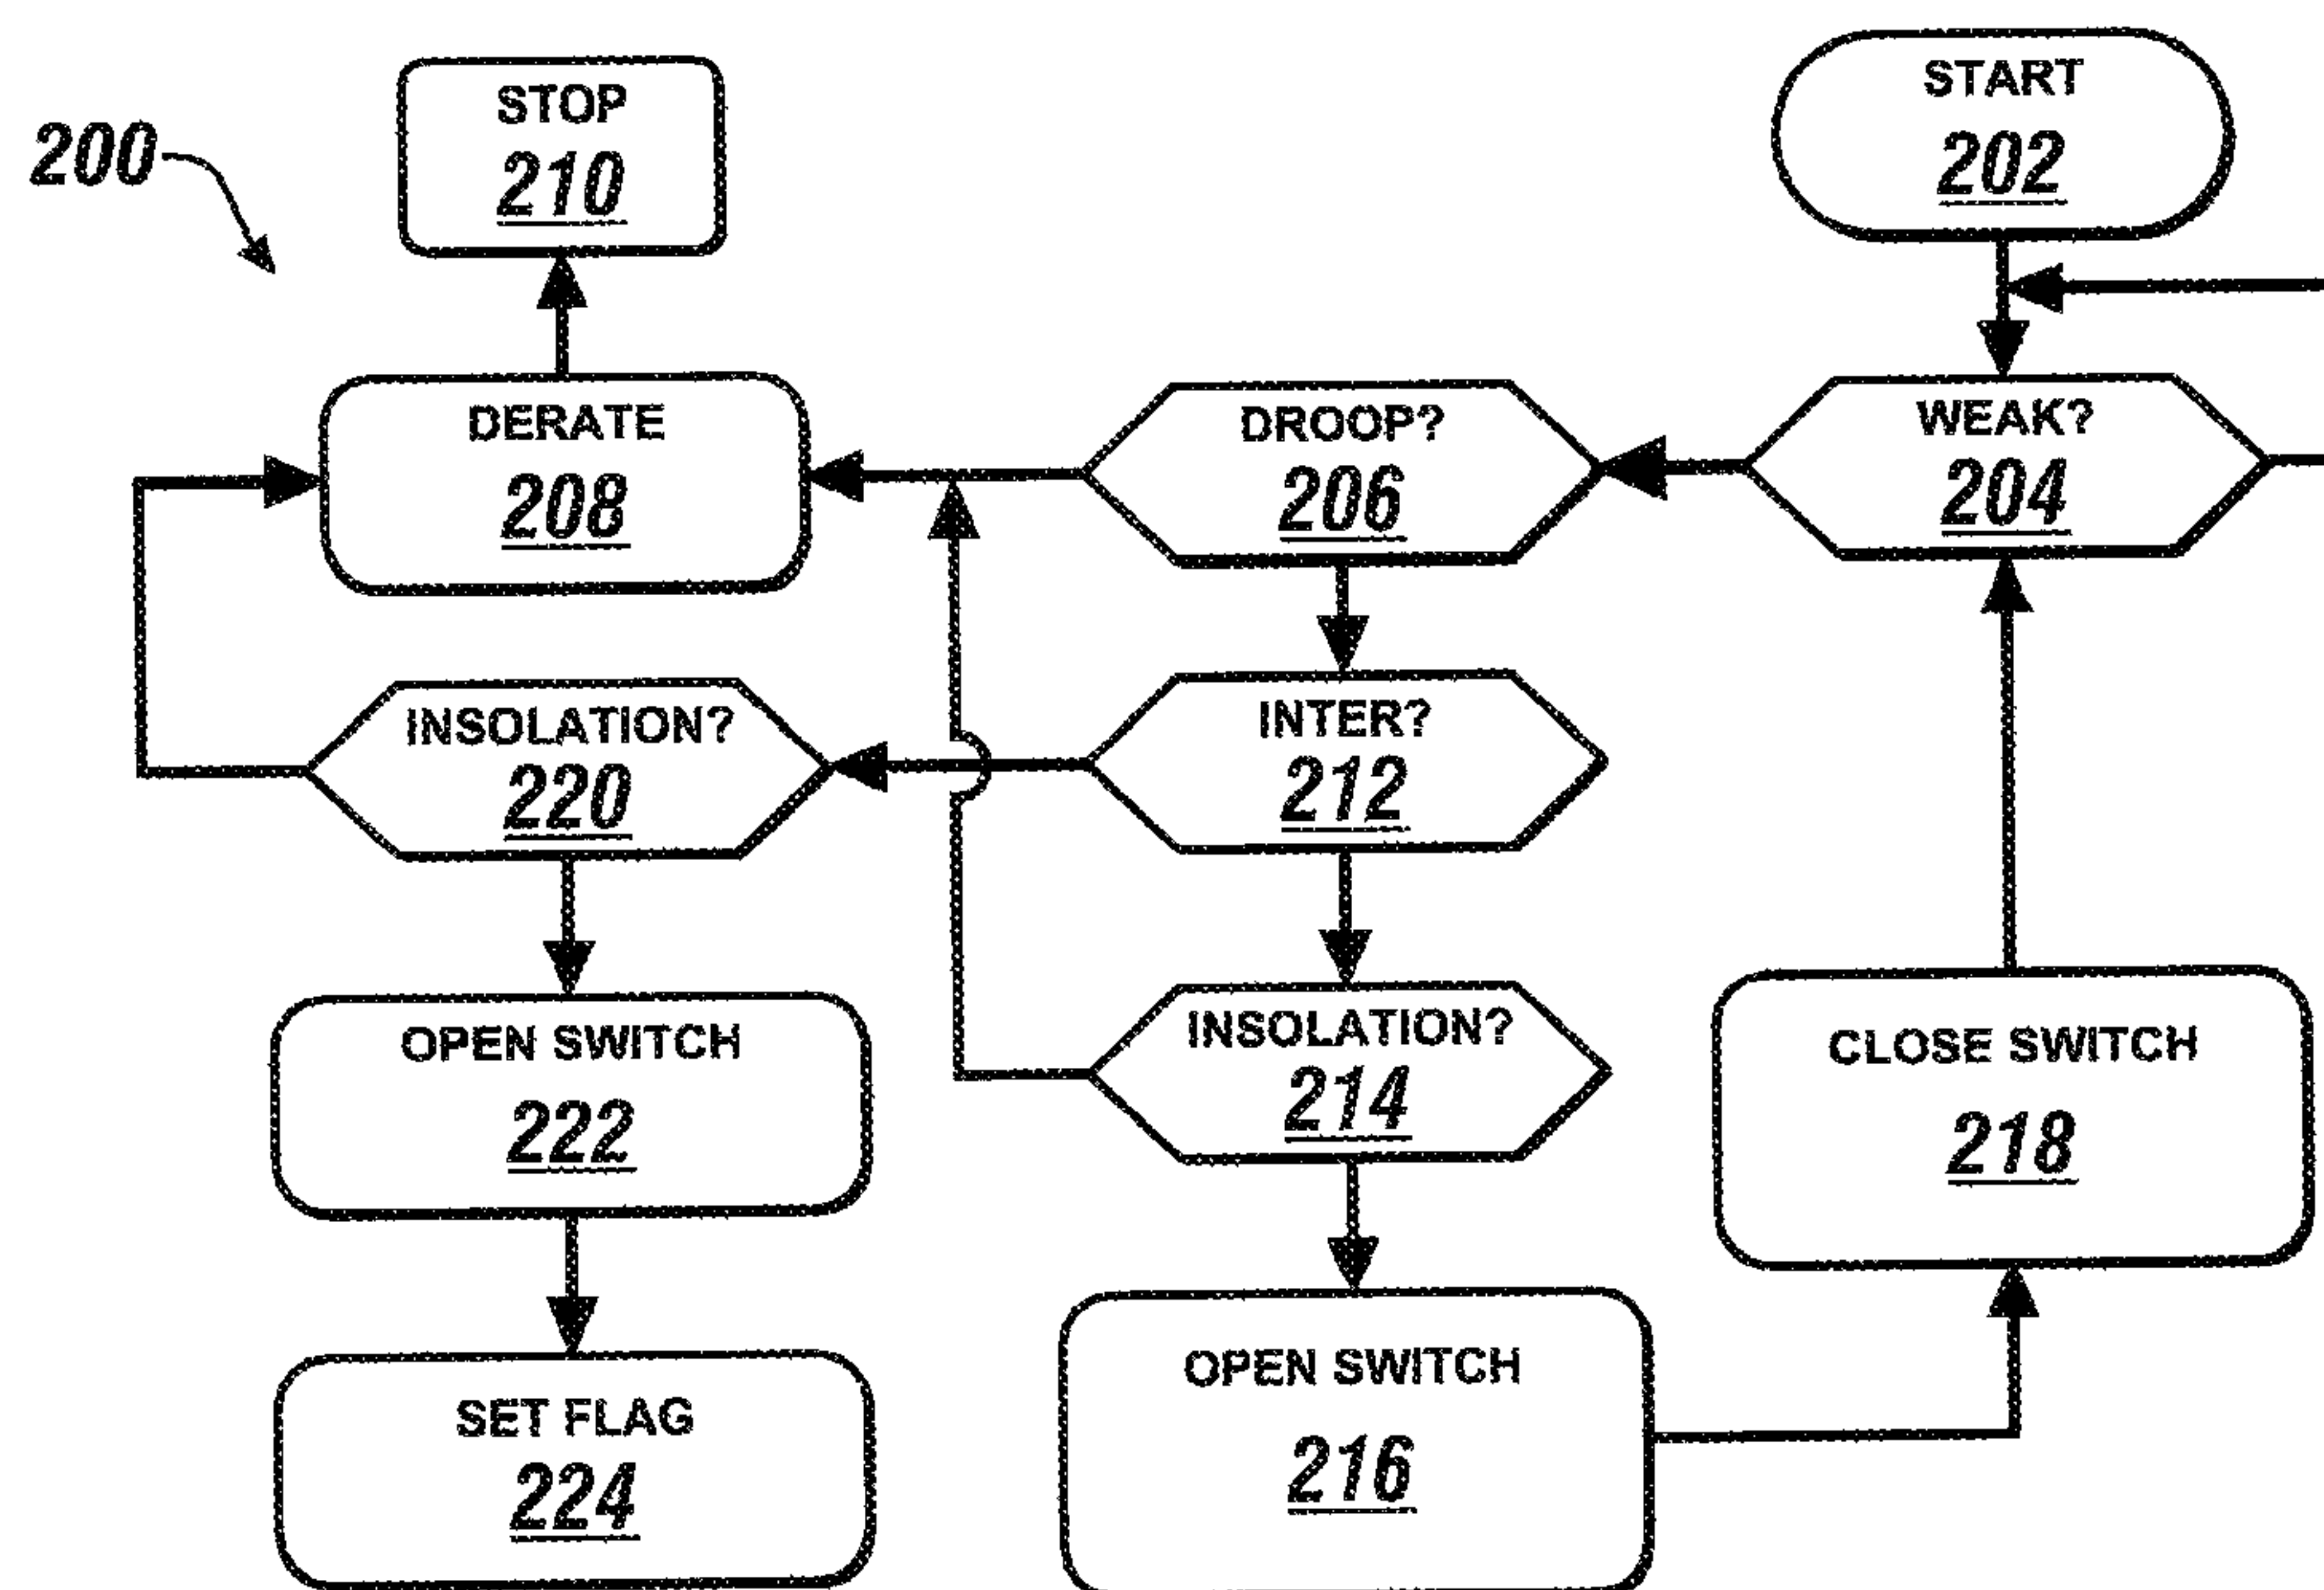 200
STOP
210
START
202
DERATE
208
DROOP?
206
WEAK?
204
INSOLATION?
220
INTER?
212
OPEN SWITCH
222
INSOLATION?
214
CLOSE SWITCH
218
SET FLAG
224
OPEN SWITCH
216